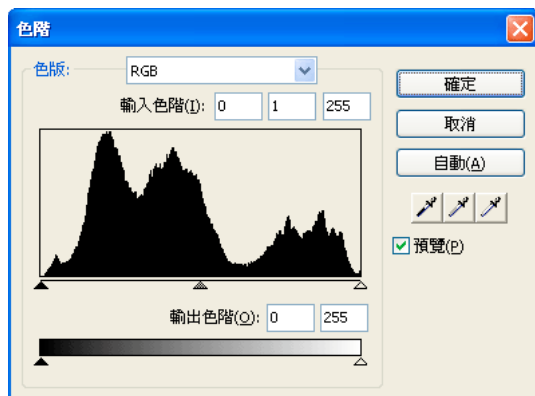 色階
色版: RGB
輸入色階(I): 0 1 255
輸出色階(O): 0 255
確定
取消
自動(A)
預覽(P)